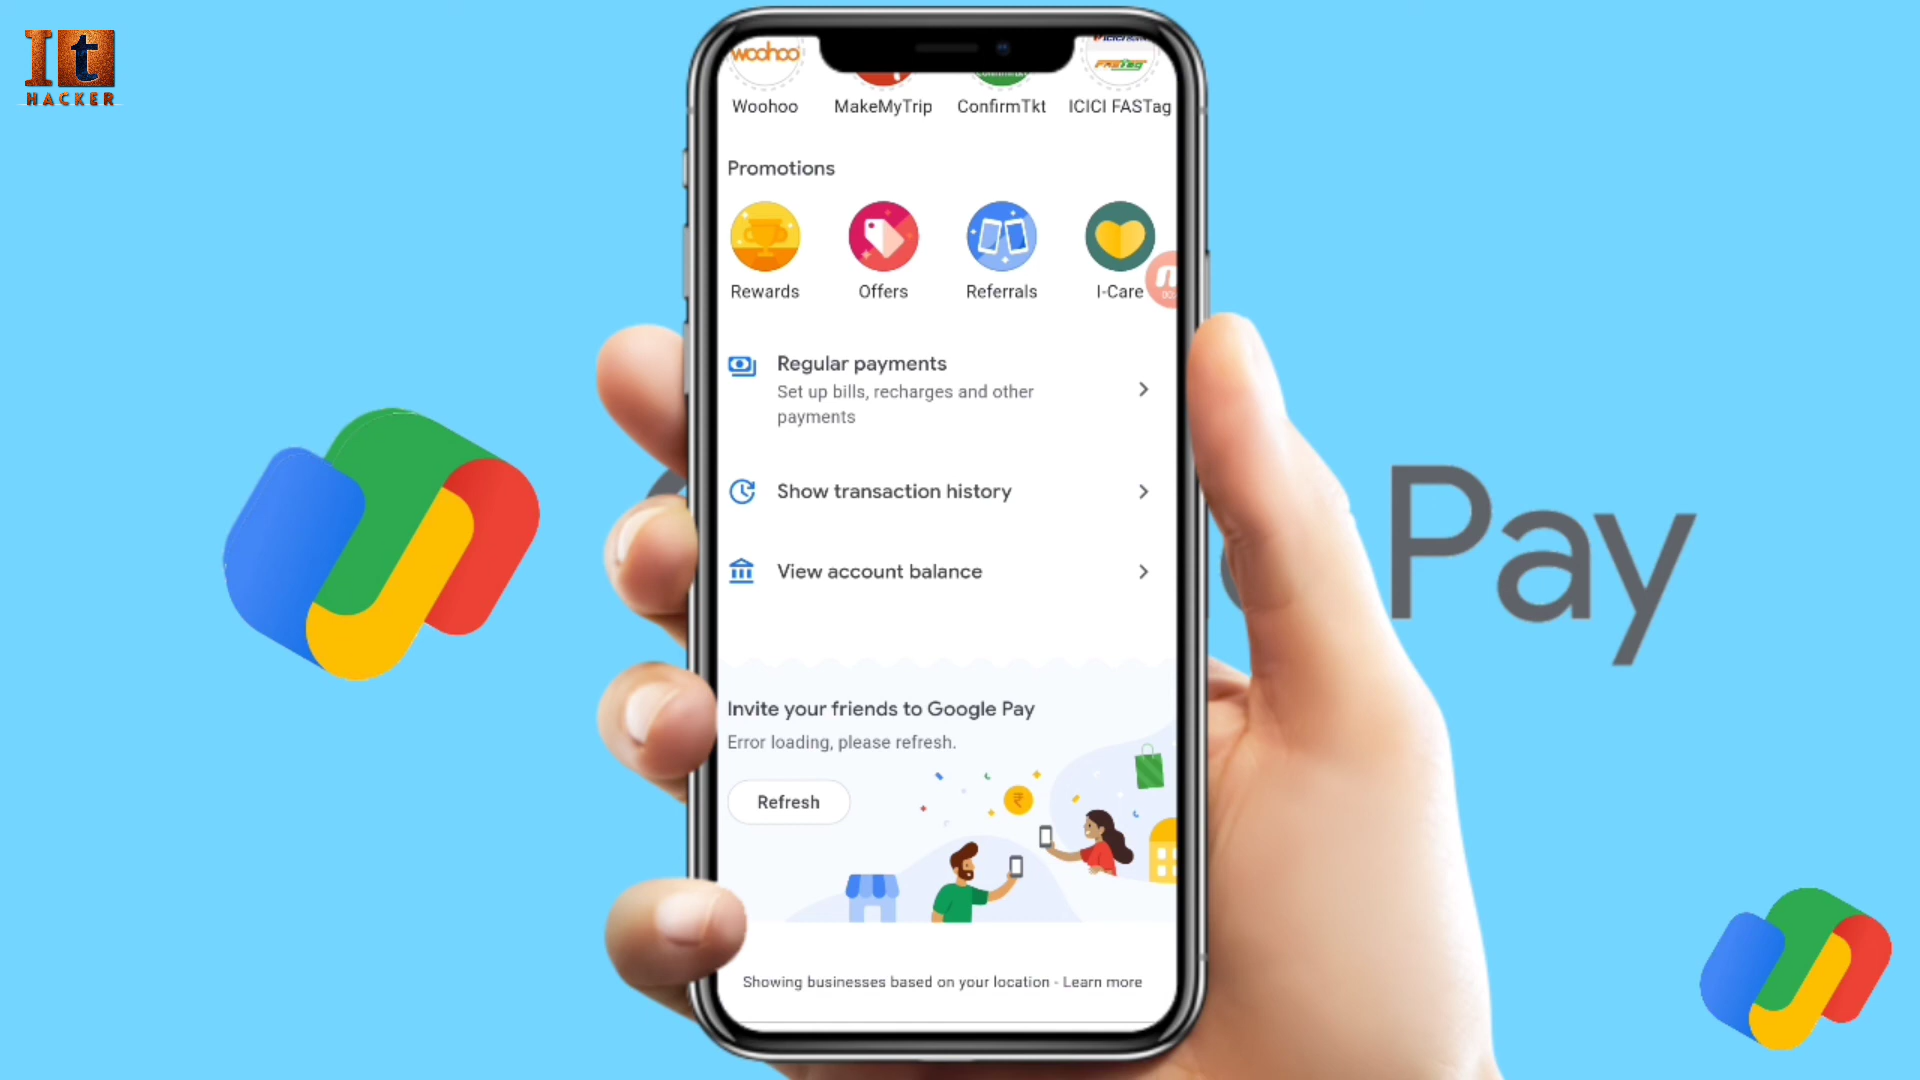 It
HACKER
woohoo
FASTag
Woohoo MakeMyTrip ConfirmTkt ICICI FASTag
Promotions
Rewards Offers Referrals I-Care
Regular payments
Set up bills, recharges and other
payments
Show transaction history
View account balance
Pay
Invite your friends to Google Pay
Error loading, please refresh.
Refresh
Showing businesses based on your location - Learn more